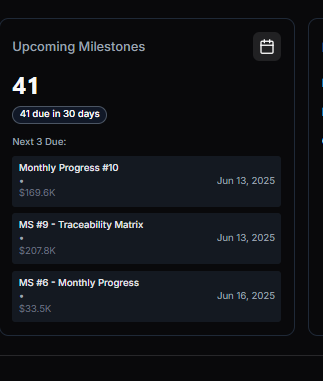 Upcoming Milestones
41
41 due in 30 days
Next 3 Due:
Monthly Progress #10
•
Jun 13, 2025
$169.6K
MS #9 - Traceability Matrix
•
Jun 13, 2025
$207.8K
MS #6 - Monthly Progress
•
Jun 16, 2025
$33.5K